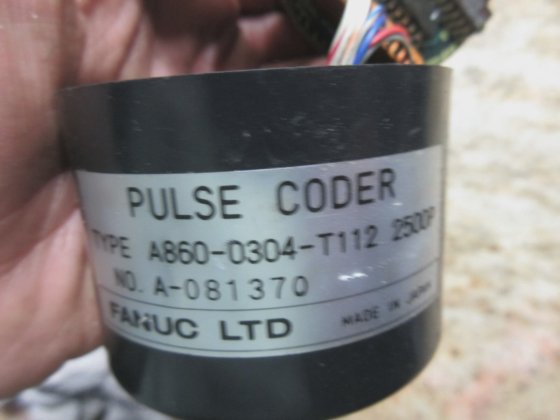 PULSE CODER
TYPE A860-0304-T112 2500P
NO. A-081370
FANUC LTD MADE IN JAPAN